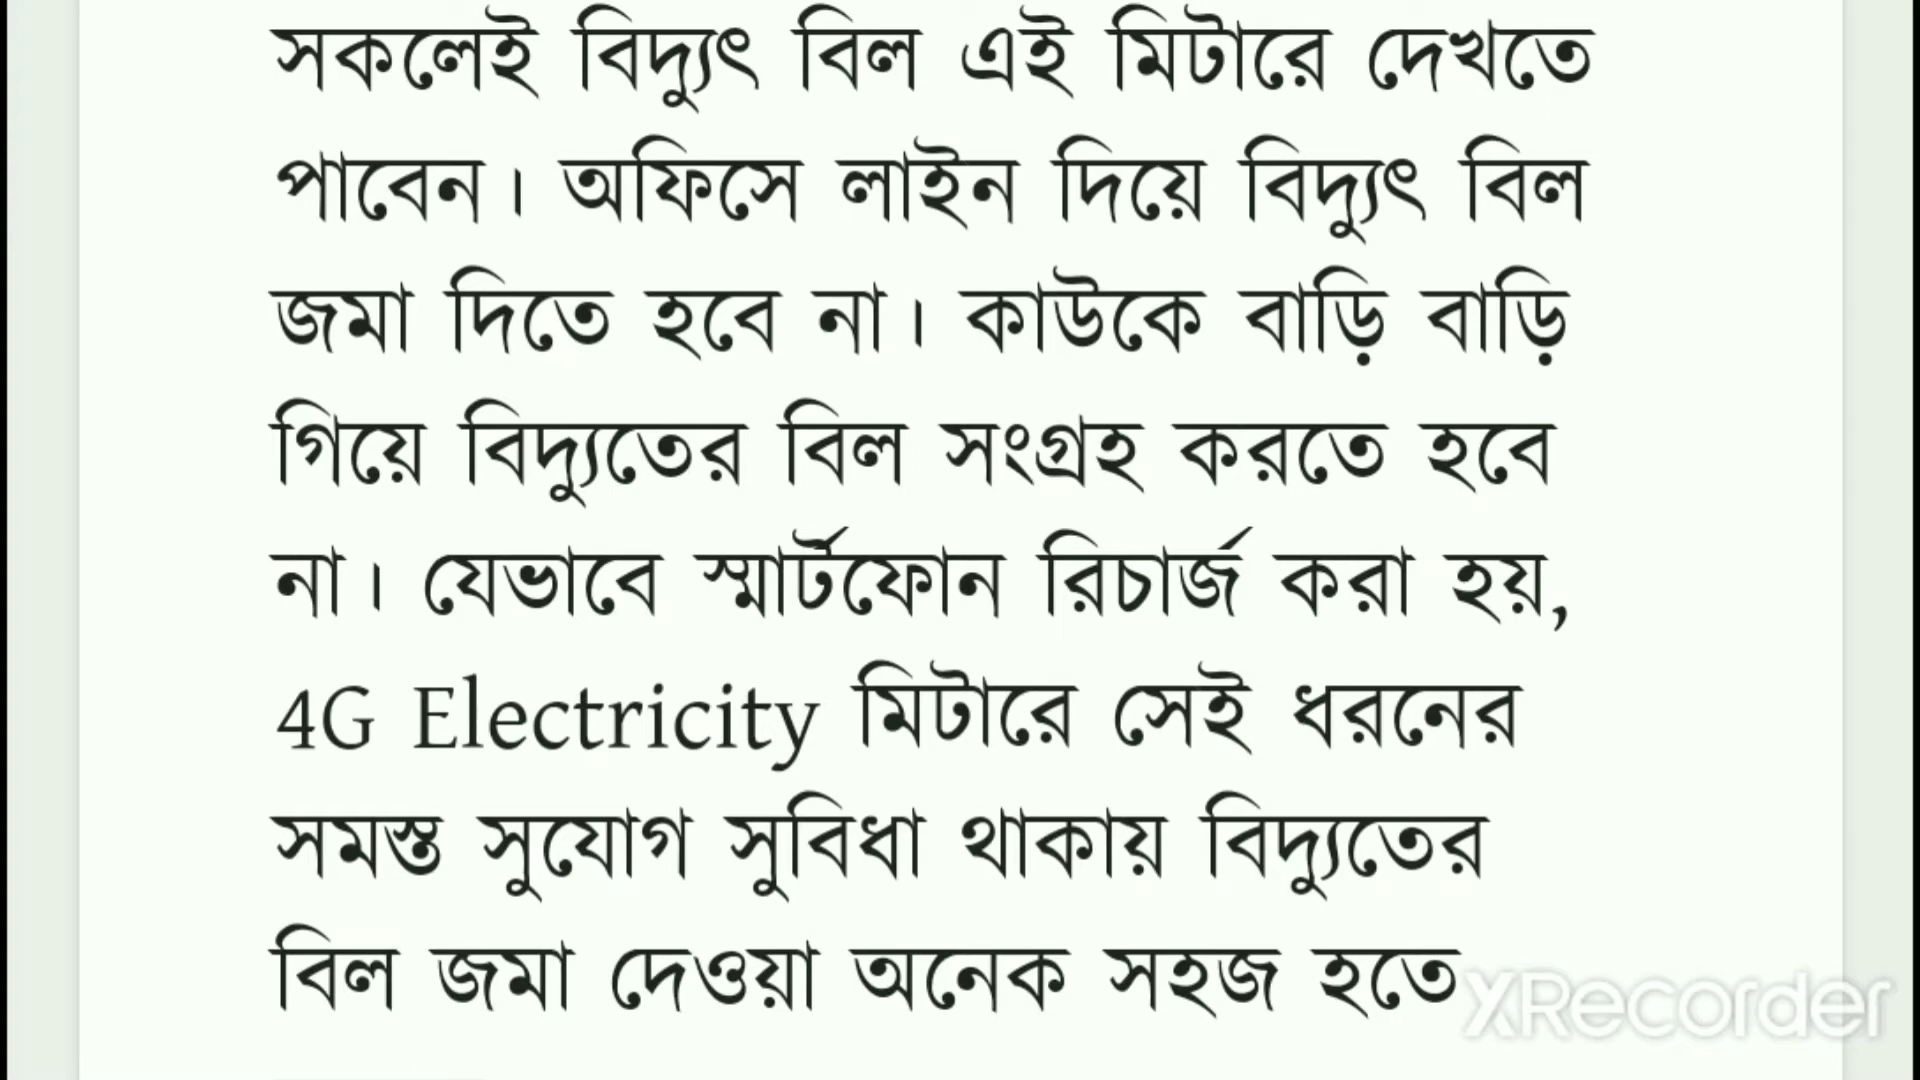 সকলেই বিদ্যুৎ বিল এই মিটারে দেখতে
পাবেন। অফিসে লাইন দিয়ে বিদ্যুৎ বিল
জমা দিতে হবে না। কাউকে বাড়ি বাড়ি
গিয়ে বিদ্যুতের বিল সংগ্রহ করতে হবে
না। যেভাবে স্মার্টফোন রিচার্জ করা হয়,
4G Electricity মিটারে সেই ধরনের
সমস্ত সুযোগ সুবিধা থাকায় বিদ্যুতের
বিল জমা দেওয়া অনেক সহজ হতে
XRecorder